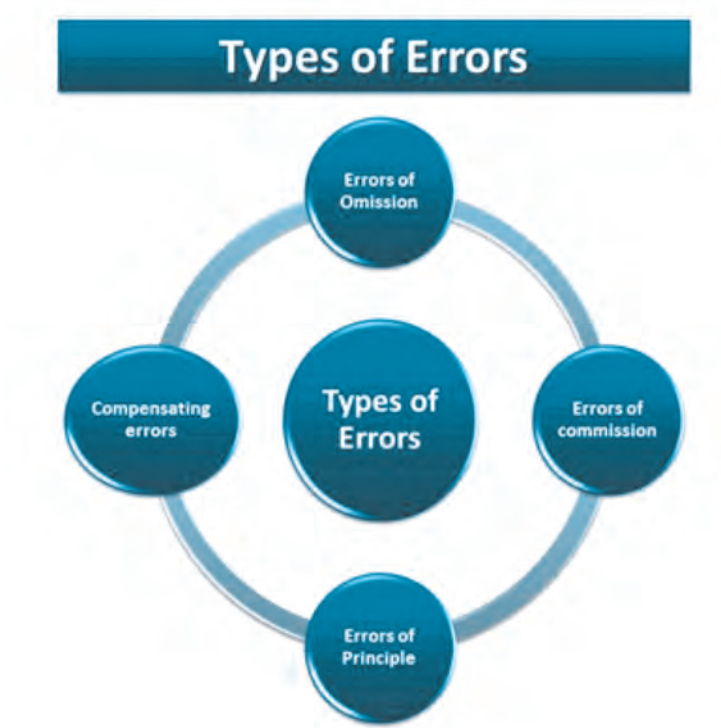 Types of Errors
Errors of
Omission
Compensating
errors
Types of
Errors
Errors of
commission
Errors of
Principle